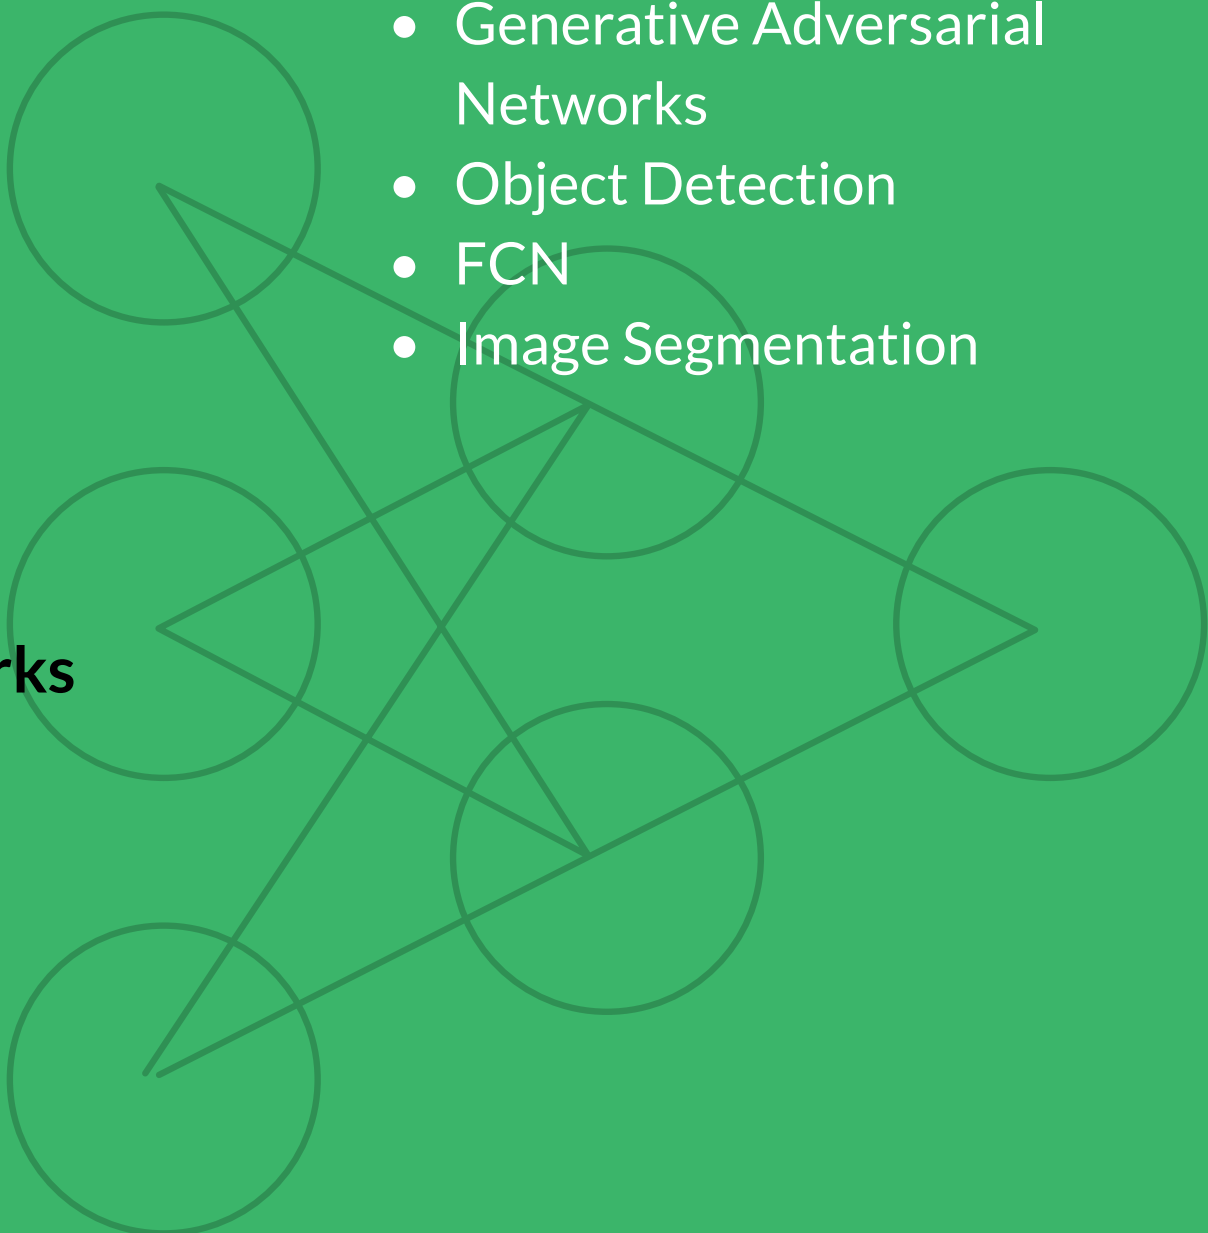 ● Generative Adversarial
Networks
● Object Detection
● FCN
● Image Segmentation
rks